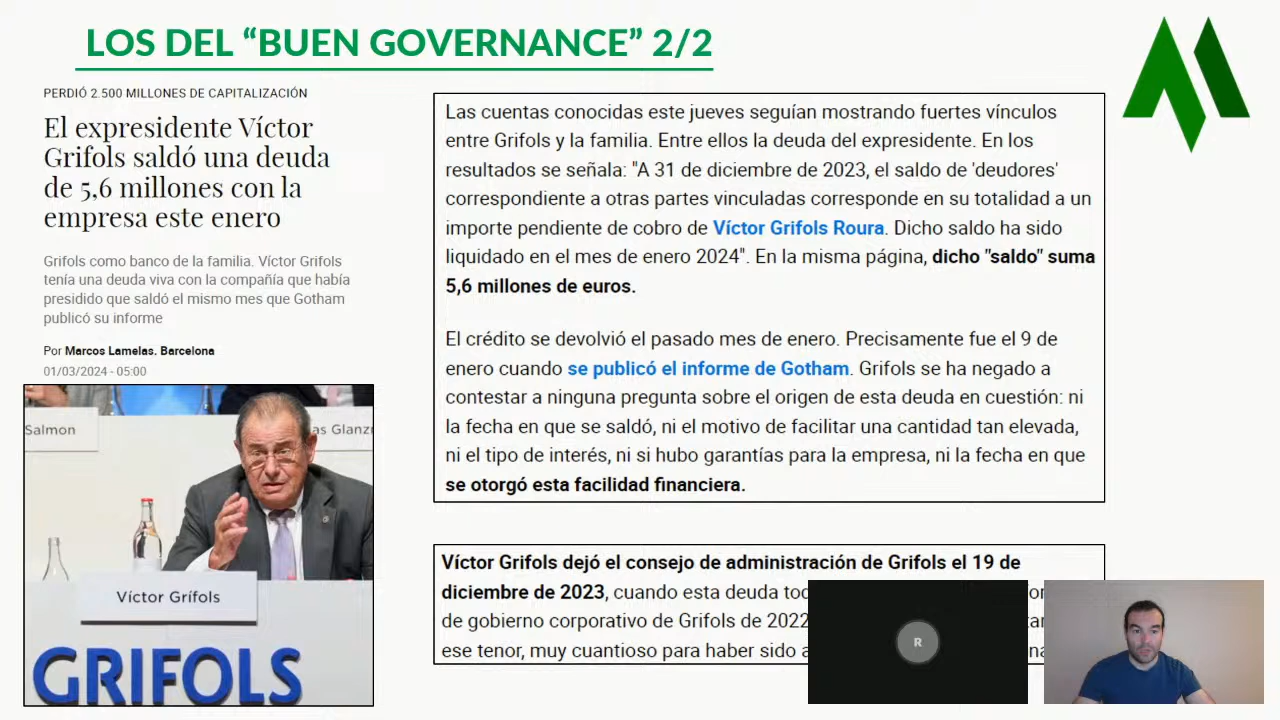 LOS DEL “BUEN GOVERNANCE” 2/2
PERDIÓ 2.500 MILLONES DE CAPITALIZACIÓN
El expresidente Víctor
Grifols saldó una deuda
de 5,6 millones con la
empresa este enero
Grifols como banco de la familia. Víctor Grifols
tenía una deuda viva con la compañía que había
presidido que saldó el mismo mes que Gotham
publicó su informe
Por Marcos Lamelas. Barcelona
01/03/2024 - 05:00
Salmon
as Glanz
Víctor Grífols
GRIFOLS
Las cuentas conocidas este jueves seguían mostrando fuertes vínculos
entre Grifols y la familia. Entre ellos la deuda del expresidente. En los
resultados se señala: "A 31 de diciembre de 2023, el saldo de 'deudores'
correspondiente a otras partes vinculadas corresponde en su totalidad a un
importe pendiente de cobro de Víctor Grifols Roura. Dicho saldo ha sido
liquidado en el mes de enero 2024". En la misma página, dicho "saldo" suma
5,6 millones de euros.
El crédito se devolvió el pasado mes de enero. Precisamente fue el 9 de
enero cuando se publicó el informe de Gotham. Grifols se ha negado a
contestar a ninguna pregunta sobre el origen de esta deuda en cuestión: ni
la fecha en que se saldó, ni el motivo de facilitar una cantidad tan elevada,
ni el tipo de interés, ni si hubo garantías para la empresa, ni la fecha en que
se otorgó esta facilidad financiera.
Víctor Grifols dejó el consejo de administración de Grifols el 19 de
diciembre de 2023, cuando esta deuda
de gobierno corporativo de Grifols de 2022
ese tenor, muy cuantioso para haber sido
R